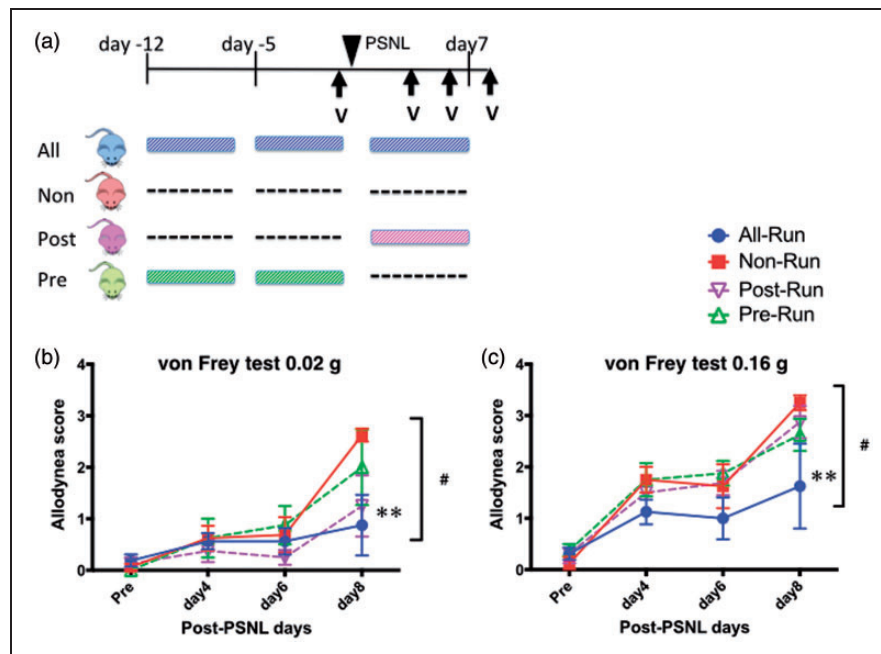 (a)
day -12 day -5 PSNL day7
V V V V
All
Non
Post
Pre
All-Run
Non-Run
Post-Run
Pre-Run
(b)
von Frey test 0.02 g
Allodynea score
4
3
2
1
0
**
#
Pre day4 day6 day8
Post-PSNL days
(c)
von Frey test 0.16 g
Allodynea score
4
3
2
1
0
**
#
Pre day4 day6 day8
Post-PSNL days